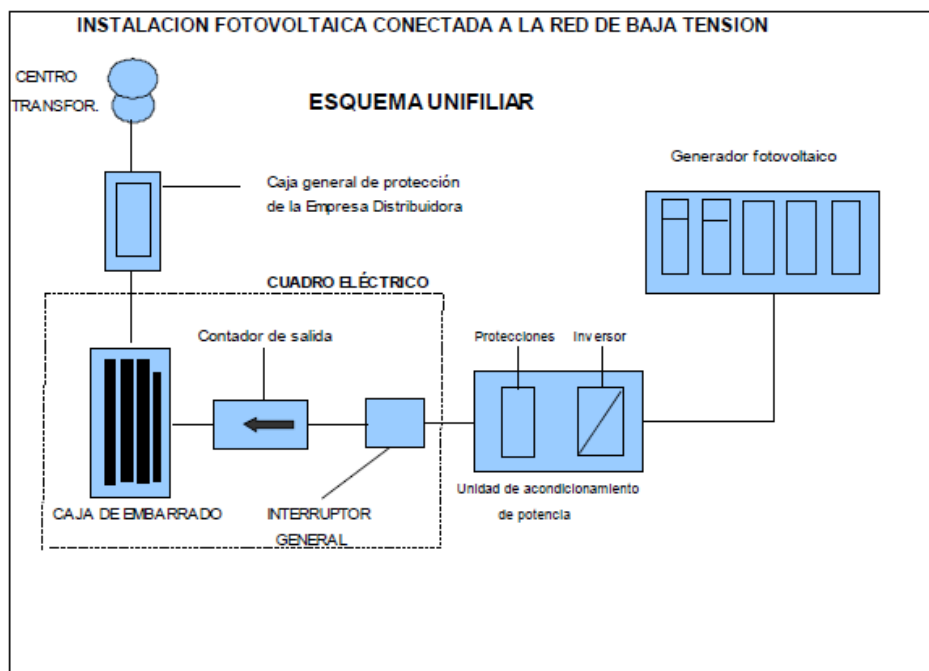 INSTALACION FOTOVOLTAICA CONECTADA A LA RED DE BAJA TENSION
CENTRO
TRANSFOR.
ESQUEMA UNIFILIAR
Generador fotovoltaico
Caja general de protección
de la Empresa Distribuidora
CUADRO ELÉCTRICO
Contador de salida
Protecciones
Inversor
Unidad de acondicionamiento
de potencia
CAJA DE EMBARRADO
INTERRUPTOR
GENERAL